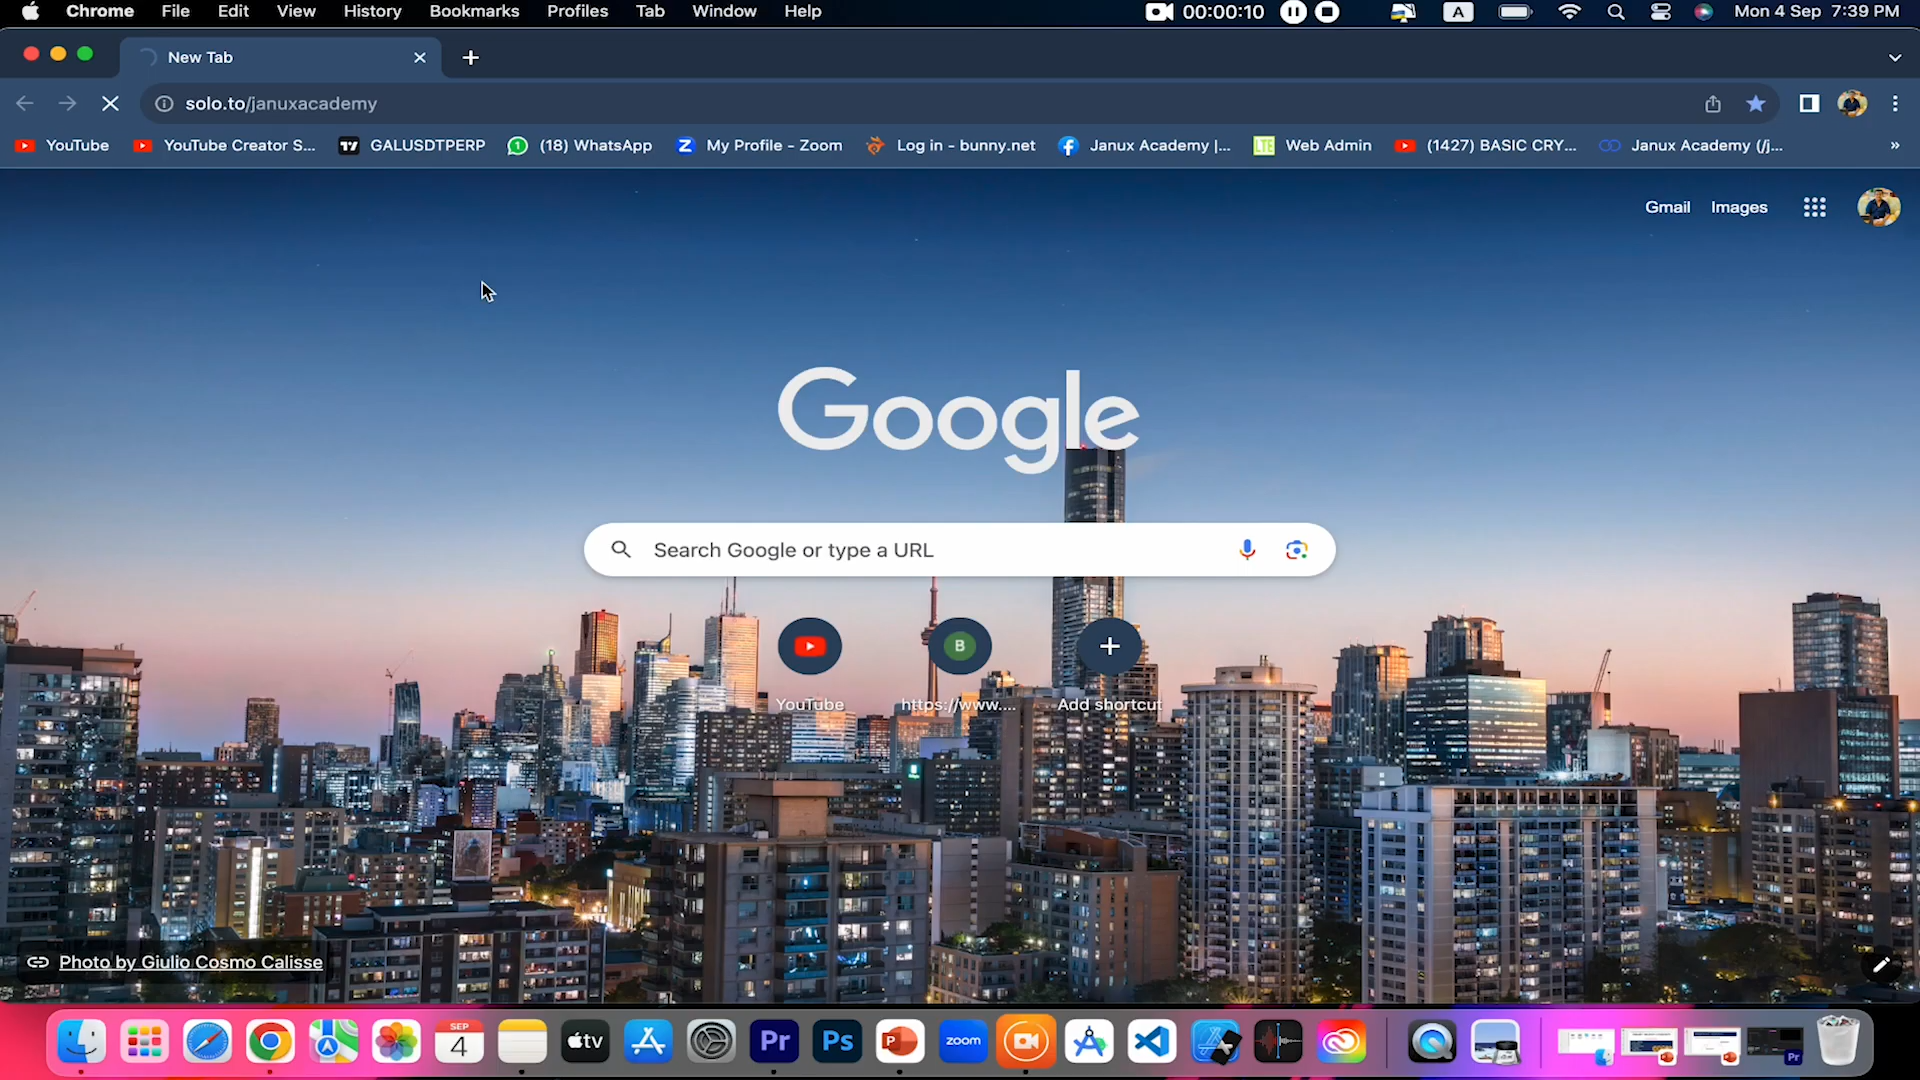 Chrome File Edit View History Bookmarks Profiles Tab Window Help 00:00:10 A Mon 4 Sep 7:39 PM
New Tab
solo.to/januxacademy
YouTube YouTube Creator S... GALUSDTPERP (18) WhatsApp My Profile - Zoom Log in - bunny.net Janux Academy |... LTE Web Admin (1427) BASIC CRY... Janux Academy (/j... »
Gmail Images
Google
Search Google or type a URL
B
YouTube https://www.... Add shortcut
Photo by Giulio Cosmo Calisse
SEP
4 tv Pr Ps P zoom
Pr